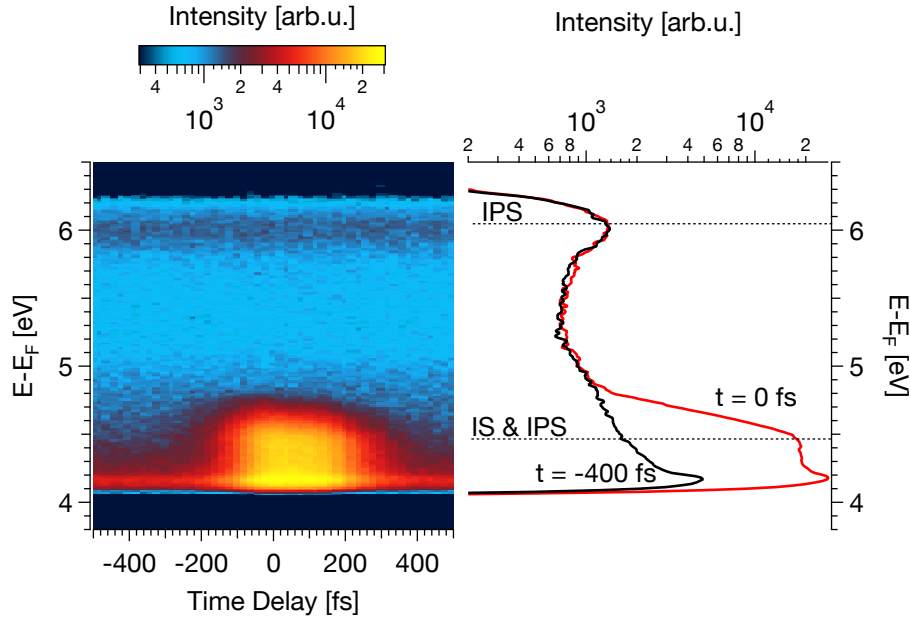 Intensity [arb.u.]
4 2 4 2
10³ 10⁴
Intensity [arb.u.]
10³ 10⁴
2 4 6 8 2 4 6 8 2
6
5
4
E-E_F [eV]
-400 -200 0 200 400
Time Delay [fs]
IPS
t = 0 fs
IS & IPS
t = -400 fs
6
5
4
E-E_F [eV]